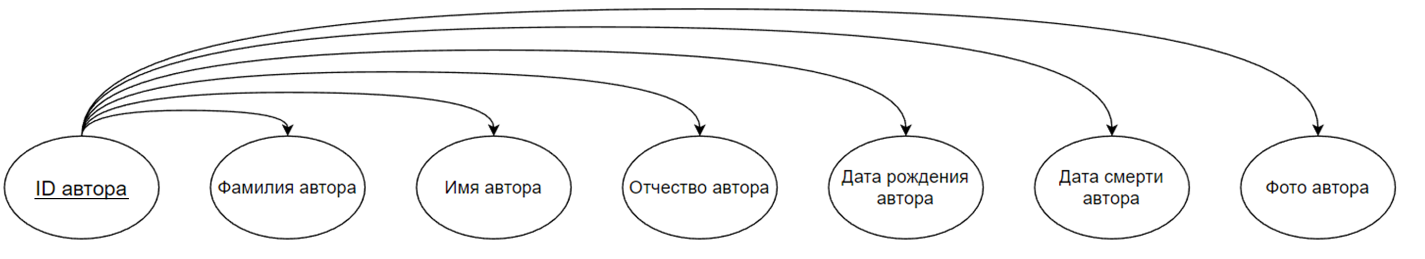 ID автора
Фамилия автора
Имя автора
Отчество автора
Дата рождения
автора
Дата смерти
автора
Фото автора